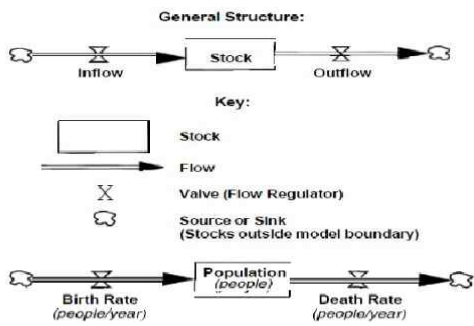 General Structure:
Stock
Inflow
Outflow
Key:
Stock
Flow
Valve (Flow Regulator)
Source or Sink
(Stocks outside model boundary)
Population
(people)
Birth Rate
(people/year)
Death Rate
(people/year)